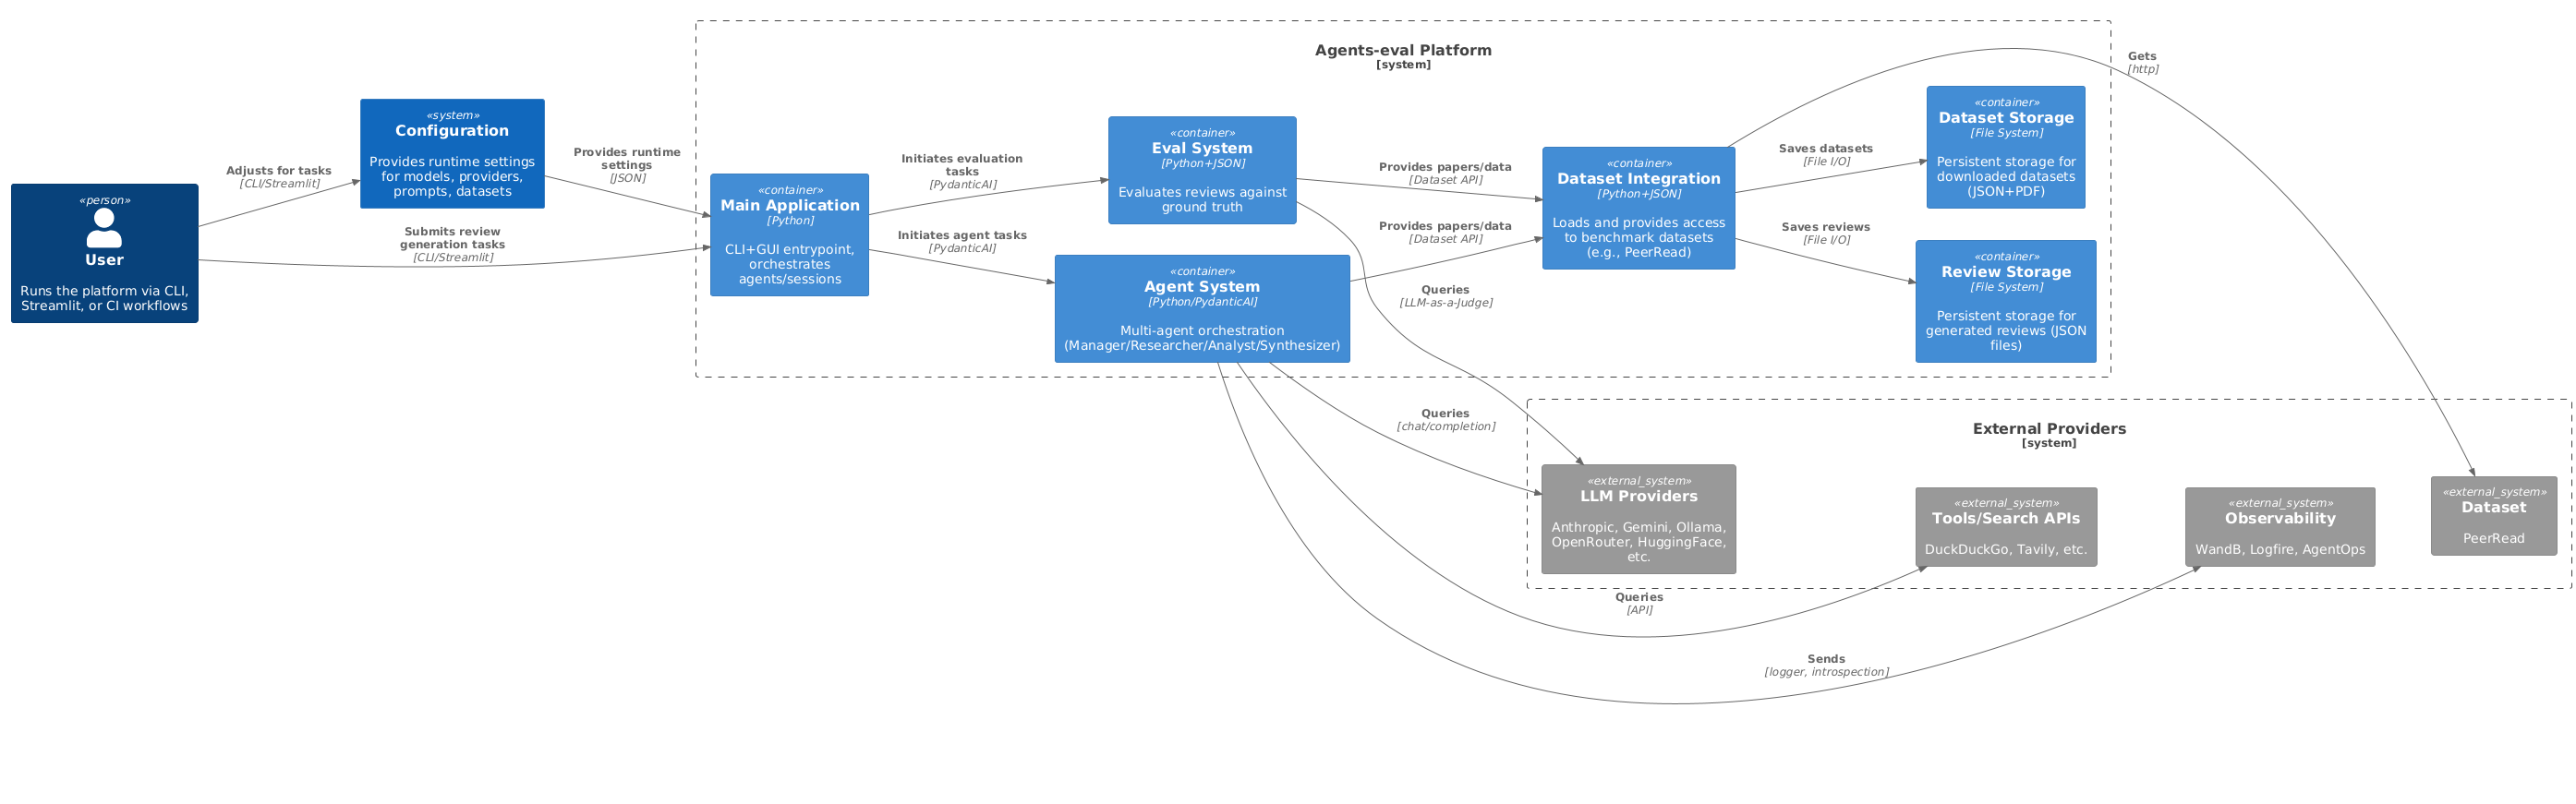 Agents-eval Platform
[system]
«person»
User
Runs the platform via CLI,
Streamlit, or CI workflows
Adjusts for tasks
[CLI/Streamlit]
Submits review
generation tasks
[CLI/Streamlit]
«system»
Configuration
Provides runtime settings
for models, providers,
prompts, datasets
Provides runtime
settings
[JSON]
«container»
Main Application
[Python]
CLI+GUI entrypoint,
orchestrates
agents/sessions
Initiates evaluation
tasks
[PydanticAI]
Initiates agent tasks
[PydanticAI]
«container»
Eval System
[Python+JSON]
Evaluates reviews against
ground truth
«container»
Agent System
[Python/PydanticAI]
Multi-agent orchestration
(Manager/Researcher/Analyst/Synthesizer)
Provides papers/data
[Dataset API]
Provides papers/data
[Dataset API]
Queries
[LLM-as-a-Judge]
Queries
[chat/completion]
«container»
Dataset Integration
[Python+JSON]
Loads and provides access
to benchmark datasets
(e.g., PeerRead)
Saves datasets
[File I/O]
Saves reviews
[File I/O]
«container»
Dataset Storage
[File System]
Persistent storage for
downloaded datasets
(JSON+PDF)
«container»
Review Storage
[File System]
Persistent storage for
generated reviews (JSON
files)
Gets
[http]
External Providers
[system]
«external_system»
LLM Providers
Anthropic, Gemini, Ollama,
OpenRouter, HuggingFace,
etc.
«external_system»
Tools/Search APIs
DuckDuckGo, Tavily, etc.
«external_system»
Observability
WandB, Logfire, AgentOps
«external_system»
Dataset
PeerRead
Queries
[API]
Sends
[logger, introspection]